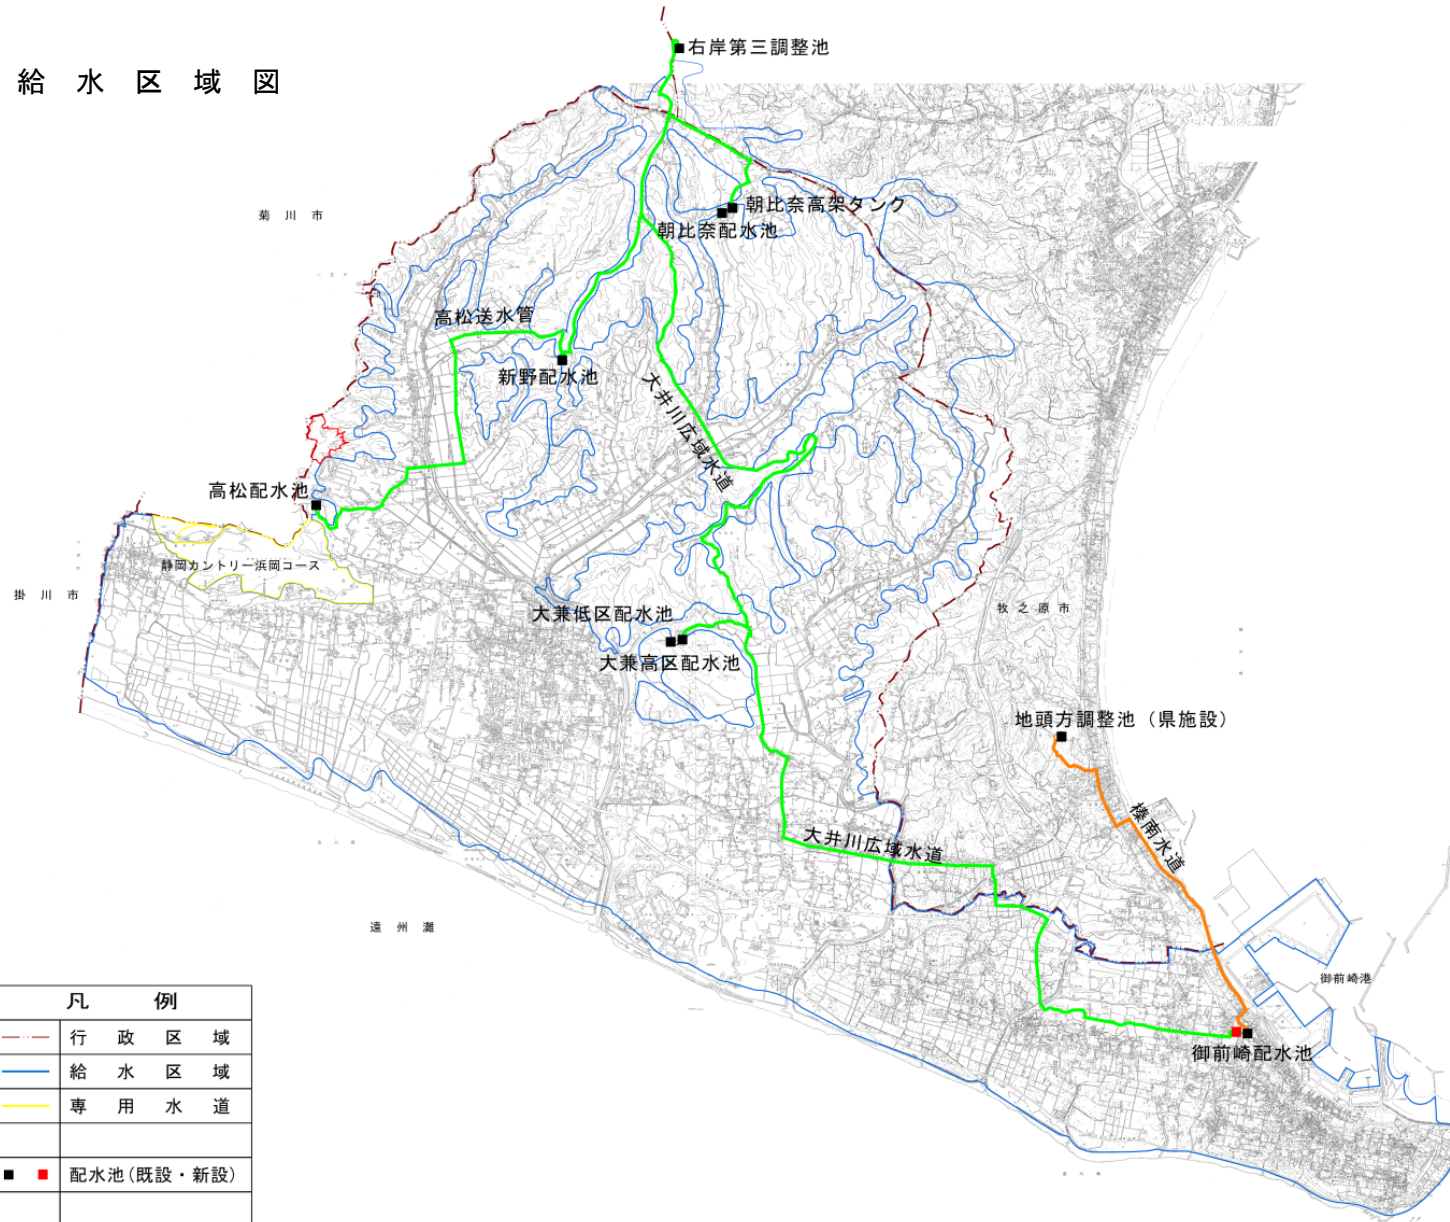 給水区域図
右岸第三調整池
朝比奈高架タンク
朝比奈配水池
菊川市
高松送水管
新野配水池
大井川広域水道
高松配水池
静岡カントリー浜岡コース
掛川市
大兼低区配水池
大兼高区配水池
牧之原市
地頭方調整池（県施設）
榛南水道
大井川広域水道
遠州灘
御前崎港
御前崎配水池
凡例
行政区域
給水区域
専用水道
配水池(既設・新設)